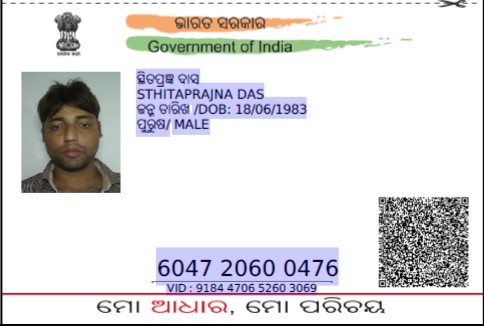 ଭାରତ ସରକାର
Government of India
ସ୍ଥିତପ୍ରଜ୍ଞ ଦାସ
STHITAPRAJNA DAS
ଜନ୍ମ ତାରିଖ /DOB: 18/06/1983
ପୁରୁଷ/ MALE
6047 2060 0476
VID : 9184 4706 5260 3069
ମୋ ଆଧାର, ମୋ ପରିଚୟ